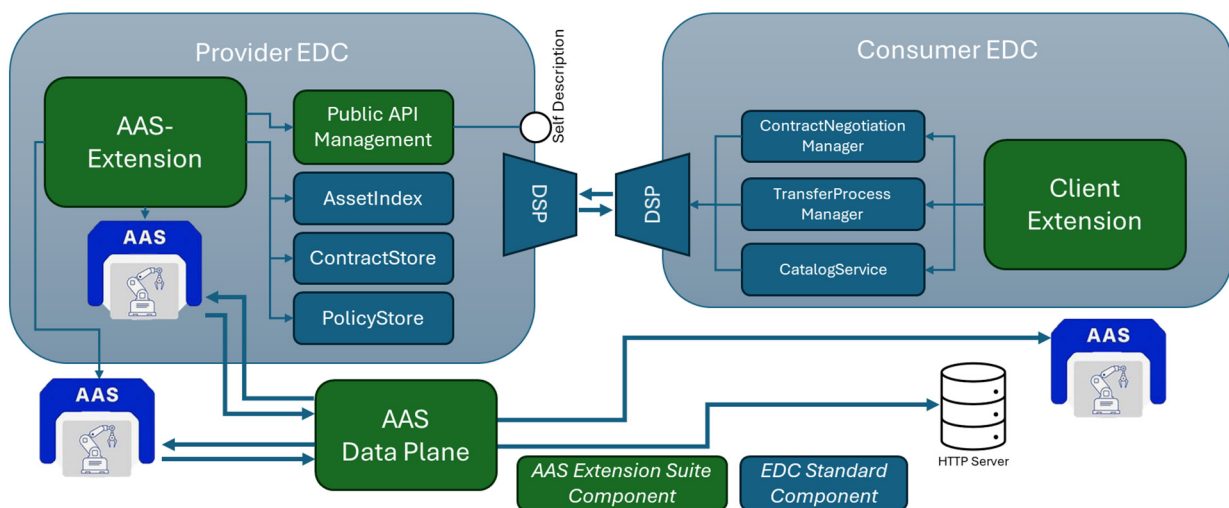 Provider EDC
AAS-
Extension
Public API
Management
AssetIndex
ContractStore
PolicyStore
AAS
AAS
Self Description
DSP
DSP
Consumer EDC
ContractNegotiation
Manager
TransferProcess
Manager
CatalogService
Client
Extension
AAS
Data Plane
AAS
HTTP Server
AAS Extension Suite
Component
EDC Standard
Component